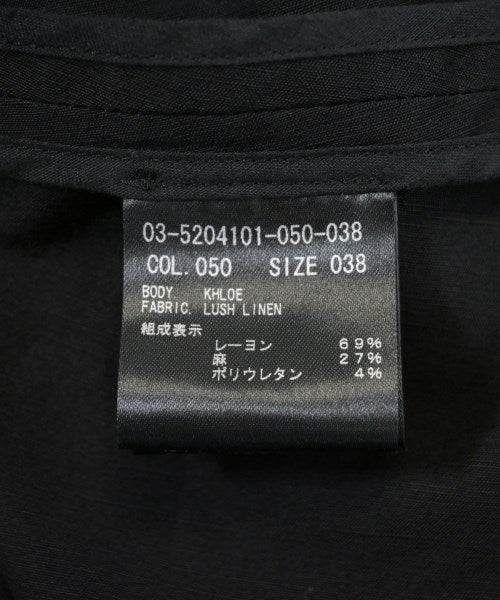 03-5204101-050-038
COL.050 SIZE 038
BODY. KHLOE
FABRIC. LUSH LINEN
組成表示
レーヨン 69%
麻 27%
ポリウレタン 4%